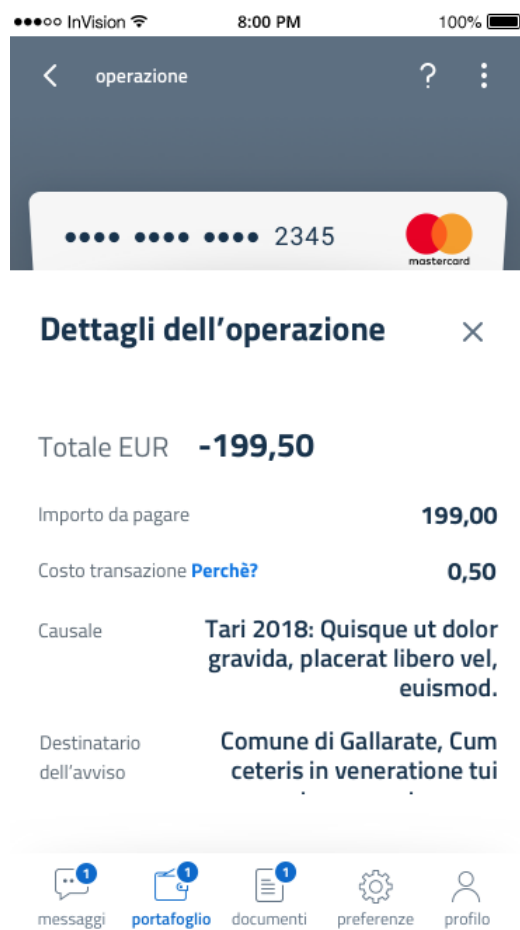 ●●●○○ InVision 8:00 PM 100%
operazione ?
•••• •••• •••• 2345
mastercard
Dettagli dell’operazione
Totale EUR -199,50
Importo da pagare 199,00
Costo transazione Perchè? 0,50
Causale Tari 2018: Quisque ut dolor
gravida, placerat libero vel,
euismod.
Destinatario Comune di Gallarate, Cum
dell’avviso ceteris in veneratione tui
1 1 1
messaggi portafoglio documenti preferenze profilo